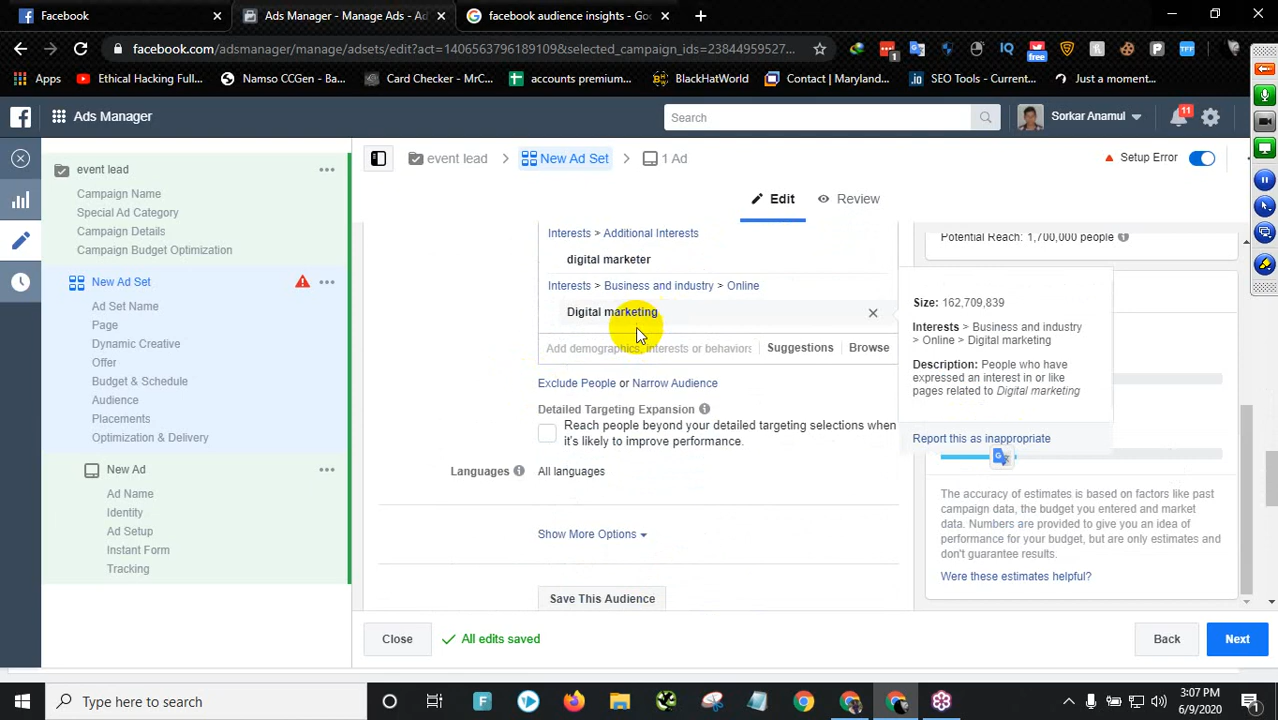 Facebook
Ads Manager - Manage Ads - Ad
facebook audience insights - Goo
facebook.com/adsmanager/manage/adsets/edit?act=1406563796189109&selected_campaign_ids=23844959527...
free
1
TFF
Apps
Ethical Hacking Full...
Namso CCGen - Ban...
Card Checker - MrC...
accounts premium...
BlackHatWorld
Contact | Maryland...
SEO Tools - Current...
Just a moment...
Ads Manager
Search
Sorkar Anamul
11
event lead
New Ad Set
1 Ad
Setup Error
Edit
Review
event lead
Campaign Name
Special Ad Category
Campaign Details
Campaign Budget Optimization
New Ad Set
Ad Set Name
Page
Dynamic Creative
Offer
Budget & Schedule
Audience
Placements
Optimization & Delivery
New Ad
Ad Name
Identity
Ad Setup
Instant Form
Tracking
Interests > Additional Interests
digital marketer
Interests > Business and industry > Online
Digital marketing
Add demographics, interests or behaviors
Suggestions
Browse
Exclude People or Narrow Audience
Detailed Targeting Expansion
Reach people beyond your detailed targeting selections when
it's likely to improve performance.
Languages
All languages
Show More Options
Save This Audience
Potential Reach: 1,700,000 people
Size: 162,709,839
Interests > Business and industry
> Online > Digital marketing
Description: People who have
expressed an interest in or like
pages related to Digital marketing
Report this as inappropriate
The accuracy of estimates is based on factors like past
campaign data, the budget you entered and market
data. Numbers are provided to give you an idea of
performance for your budget, but are only estimates and
don't guarantee results.
Were these estimates helpful?
Close
All edits saved
Back
Next
Type here to search
3:07 PM
6/9/2020